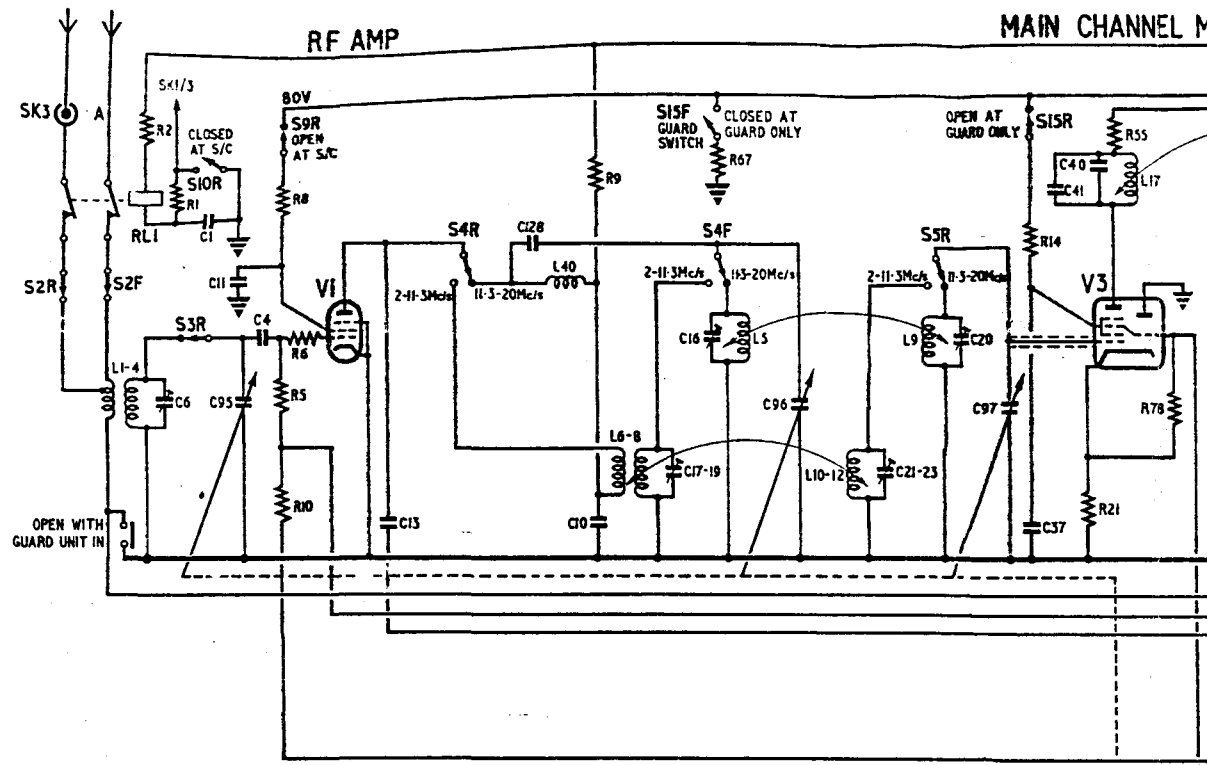 MAIN CHANNEL M
RF AMP
SK1/3
80V
SK3
A
R2
CLOSED
AT S/C
S9R
OPEN
AT S/C
S15F
GUARD
SWITCH
CLOSED AT
GUARD ONLY
R67
OPEN AT
GUARD ONLY
S15R
R55
C40
C41
L17
S10R
R1
R8
R9
RL1
C1
C11
S2R
S2F
V1
S4R
C128
L40
2-11·3Mc/s
11·3-20Mc/s
S4F
2-11·3Mc/s
11·3-20Mc/s
S5R
2-11·3Mc/s
11·3-20Mc/s
R14
V3
S3R
C4
R6
C16
L5
L9
C20
L1-4
C6
C95
R5
C96
C97
R78
L6-8
C17-19
L10-12
C21-23
R10
C13
C10
C37
R21
OPEN WITH
GUARD UNIT IN